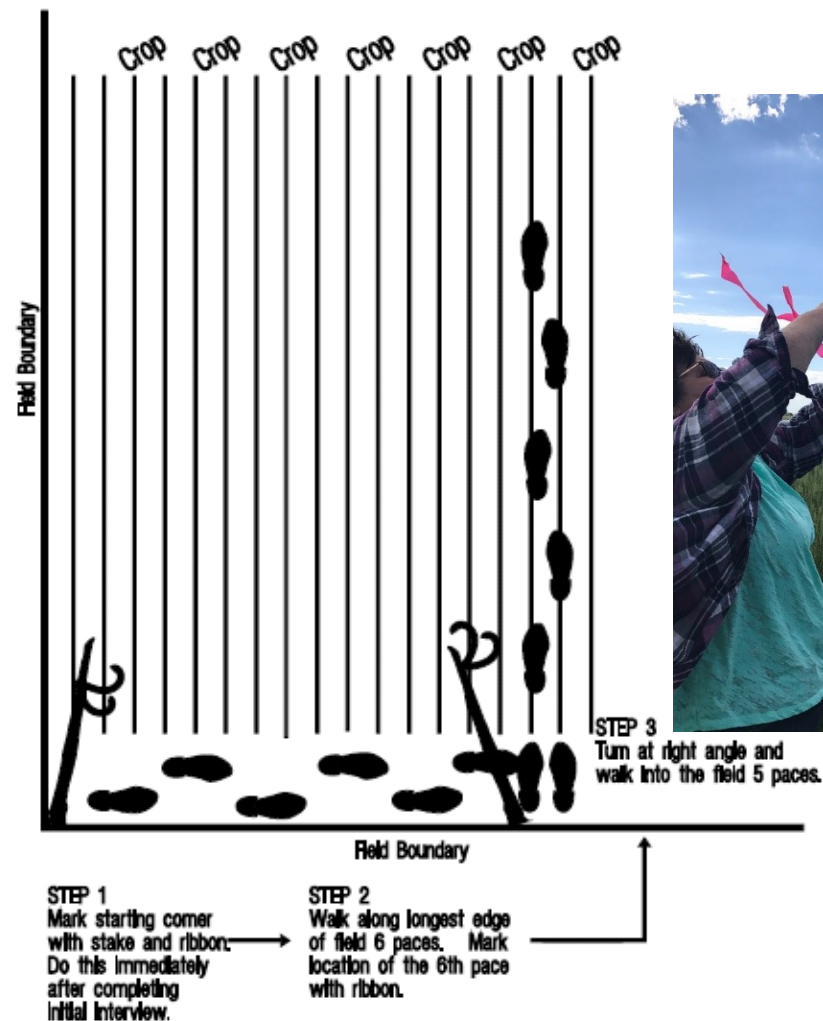 Crop Crop Crop Crop Crop Crop Crop
Field Boundary
STEP 3
Turn at right angle and
walk into the field 5 paces.
Field Boundary
STEP 1
Mark starting corner
with stake and ribbon.
Do this immediately
after completing
initial interview.
STEP 2
Walk along longest edge
of field 6 paces. Mark
location of the 6th pace
with ribbon.